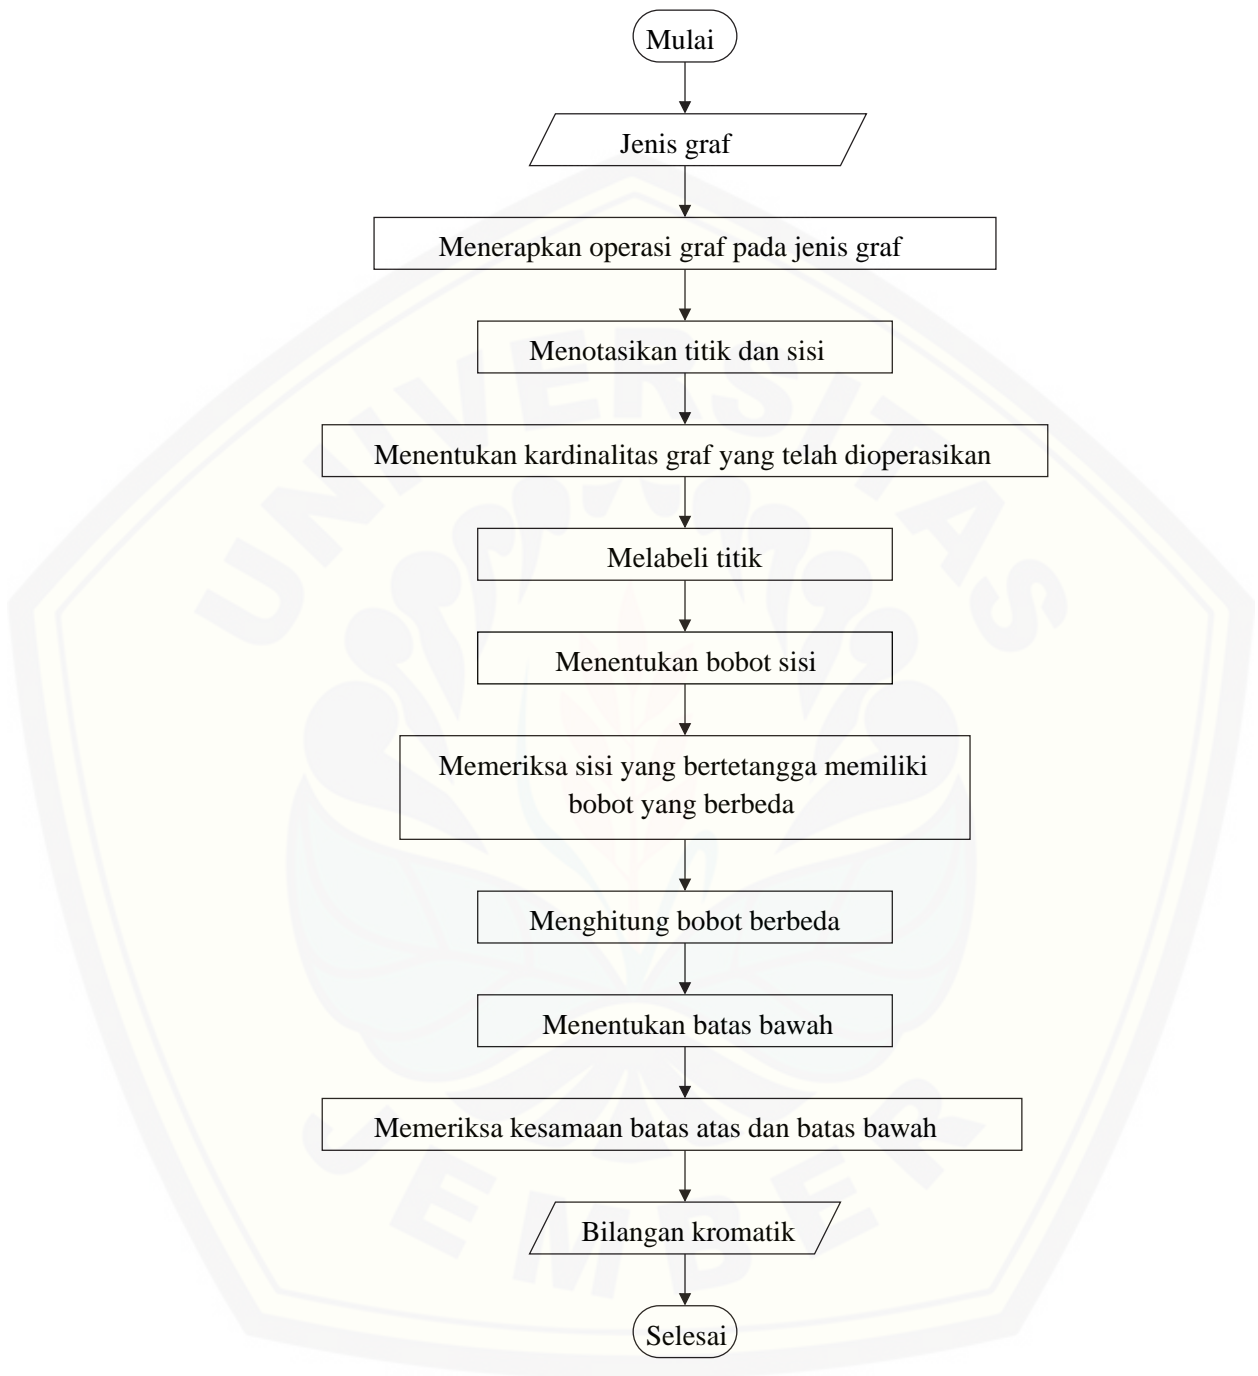 Mulai
Jenis graf
Menerapkan operasi graf pada jenis graf
Menotasikan titik dan sisi
Menentukan kardinalitas graf yang telah dioperasikan
Melabeli titik
Menentukan bobot sisi
Memeriksa sisi yang bertetangga memiliki
bobot yang berbeda
Menghitung bobot berbeda
Menentukan batas bawah
Memeriksa kesamaan batas atas dan batas bawah
Bilangan kromatik
Selesai
UNIVERSITAS
JEMBER